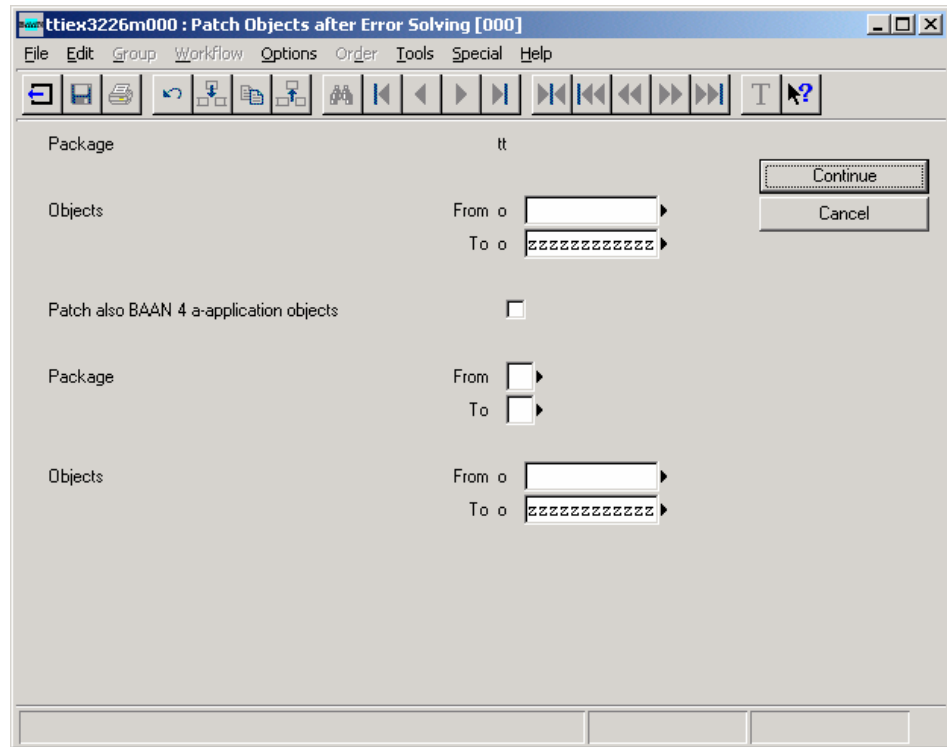 ttiex3226m000 : Patch Objects after Error Solving [000]
File Edit Group Workflow Options Order Tools Special Help
T ?
Package tt
Continue
Objects From o
Cancel
To o zzzzzzzzzzzz
Patch also BAAN 4 a-application objects
Package From
To
Objects From o
To o zzzzzzzzzzzz